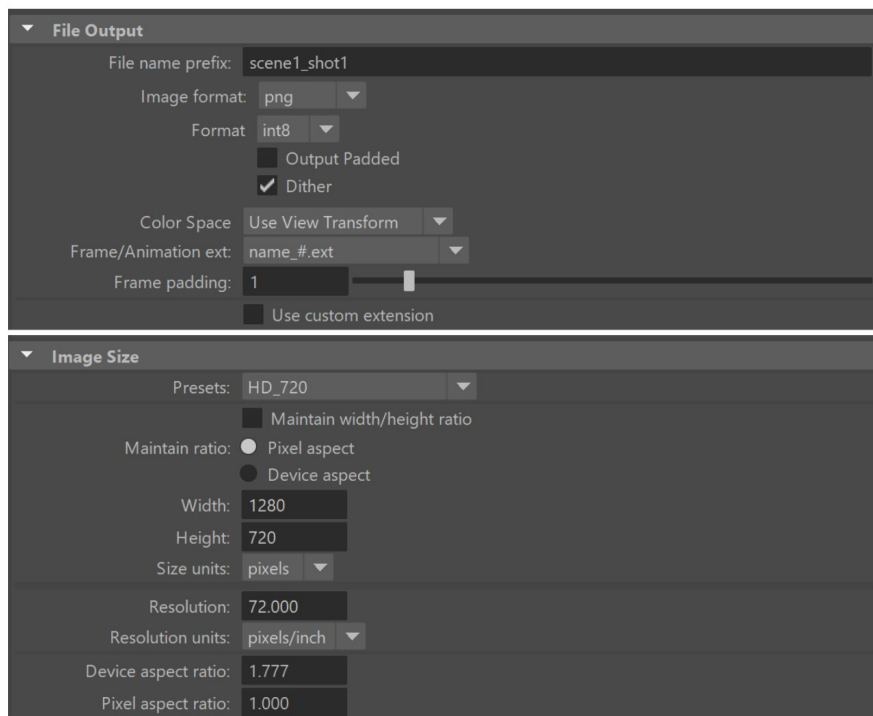 File Output
File name prefix: scene1_shot1
Image format: png
Format int8
Output Padded
Dither
Color Space Use View Transform
Frame/Animation ext: name_#.ext
Frame padding: 1
Use custom extension
Image Size
Presets: HD_720
Maintain width/height ratio
Maintain ratio: Pixel aspect
Device aspect
Width: 1280
Height: 720
Size units: pixels
Resolution: 72.000
Resolution units: pixels/inch
Device aspect ratio: 1.777
Pixel aspect ratio: 1.000